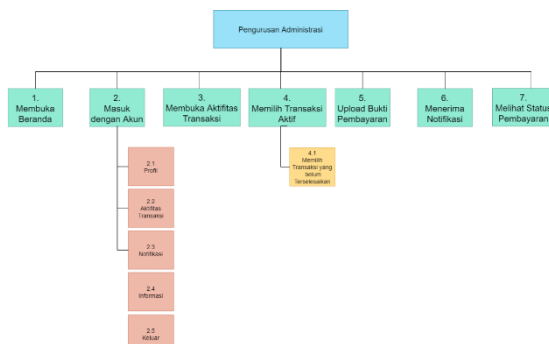 Pengurusan Administrasi
1.
Membuka
Beranda
2.
Masuk
dengan Akun
3.
Membuka Aktifitas
Transaksi
4.
Memilih Transaksi
Aktif
5.
Upload Bukti
Pembayaran
6.
Menerima
Notifikasi
7.
Melihat Status
Pembayaran
2.1
Profil
2.2
Aktifitas
Transaksi
2.3
Notifikasi
2.4
Informasi
2.5
Keluar
4.1
Memilih
Transaksi yang
belum
Terselesaikan